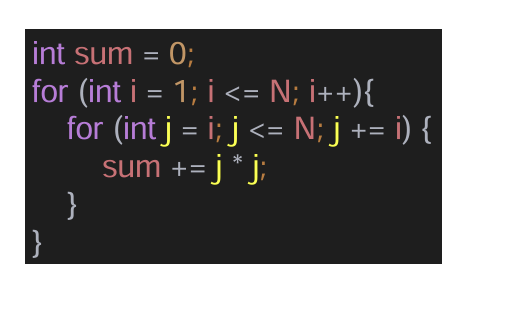 int sum = 0;
for (int i = 1; i <= N; i++){
for (int j = i; j <= N; j += i) {
sum += j * j;
}
}